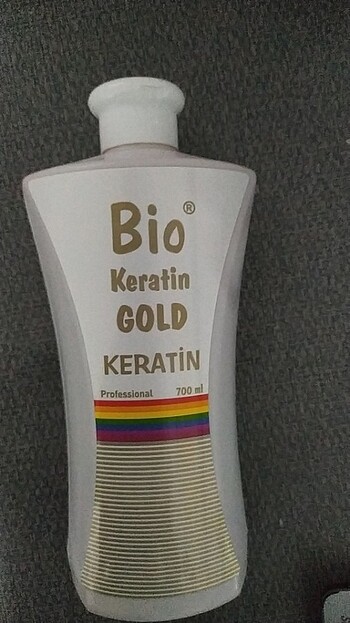 Bio®
Keratin
GOLD
KERATİN
Professional 700 ml